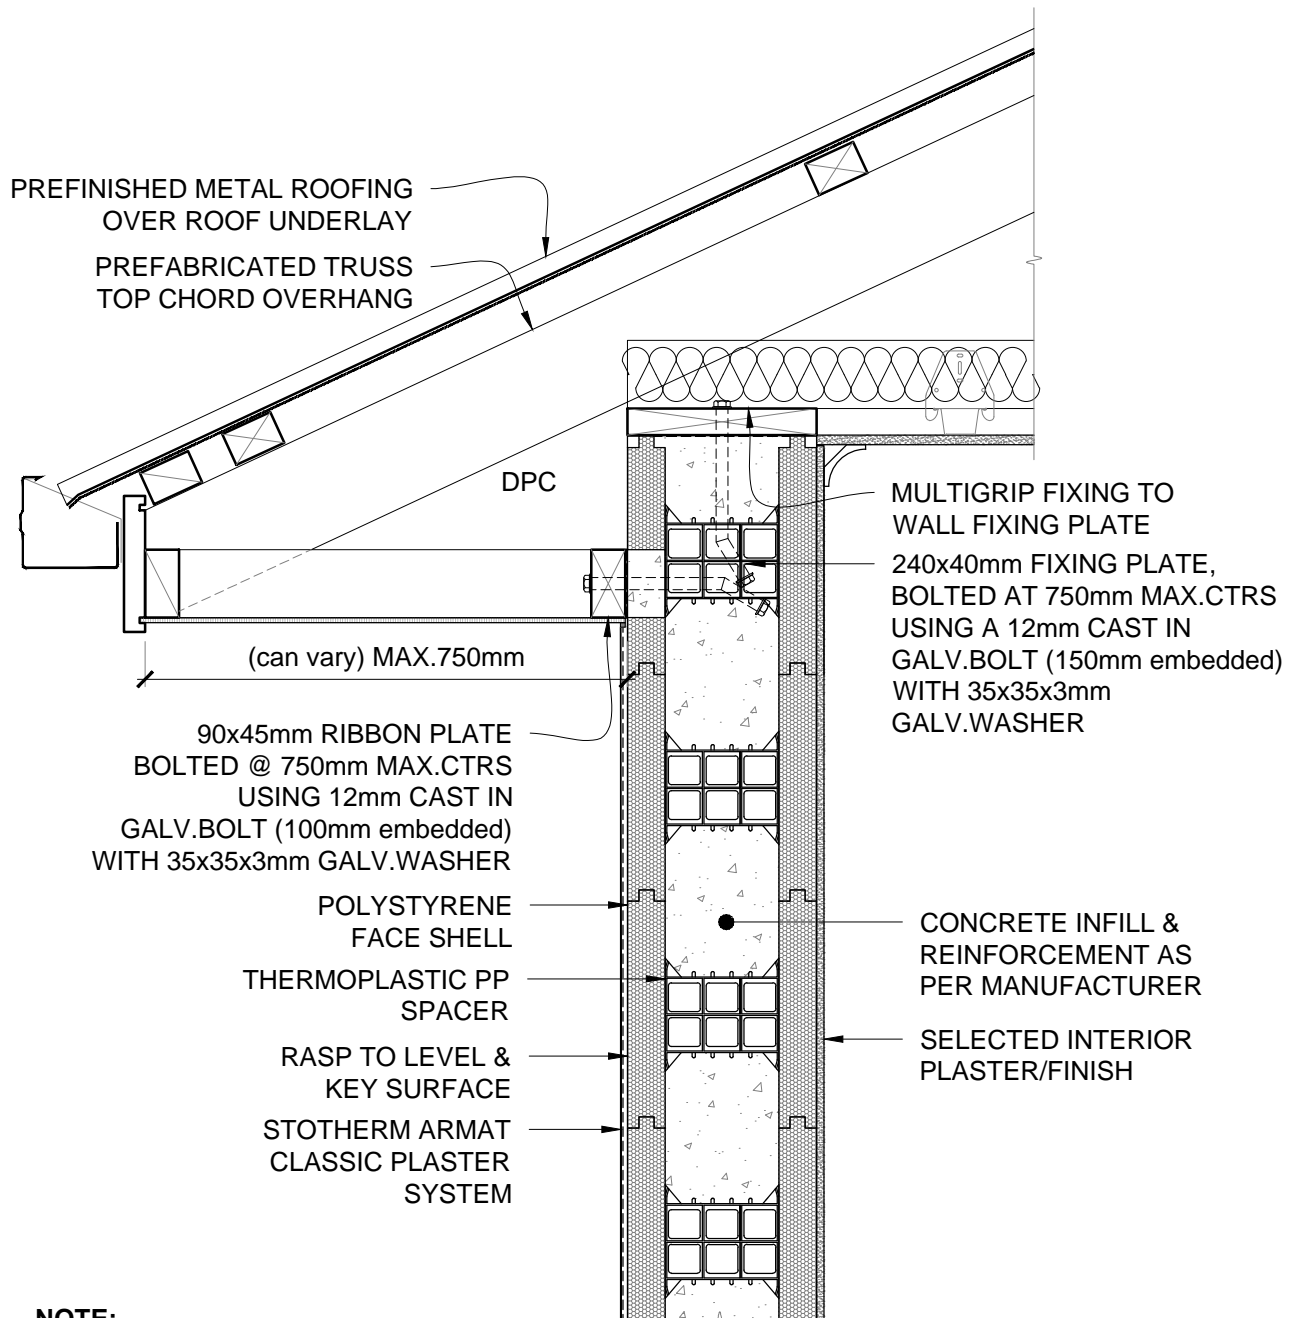 PREFINISHED METAL ROOFING
OVER ROOF UNDERLAY
PREFABRICATED TRUSS
TOP CHORD OVERHANG
DPC
MULTIGRIP FIXING TO
WALL FIXING PLATE
240x40mm FIXING PLATE,
BOLTED AT 750mm MAX.CTRS
USING A 12mm CAST IN
GALV.BOLT (150mm embedded)
WITH 35x35x3mm
GALV.WASHER
(can vary) MAX.750mm
90x45mm RIBBON PLATE
BOLTED @ 750mm MAX.CTRS
USING 12mm CAST IN
GALV.BOLT (100mm embedded)
WITH 35x35x3mm GALV.WASHER
POLYSTYRENE
FACE SHELL
THERMOPLASTIC PP
SPACER
RASP TO LEVEL &
KEY SURFACE
STOTHERM ARMAT
CLASSIC PLASTER
SYSTEM
CONCRETE INFILL &
REINFORCEMENT AS
PER MANUFACTURER
SELECTED INTERIOR
PLASTER/FINISH
NOTE: